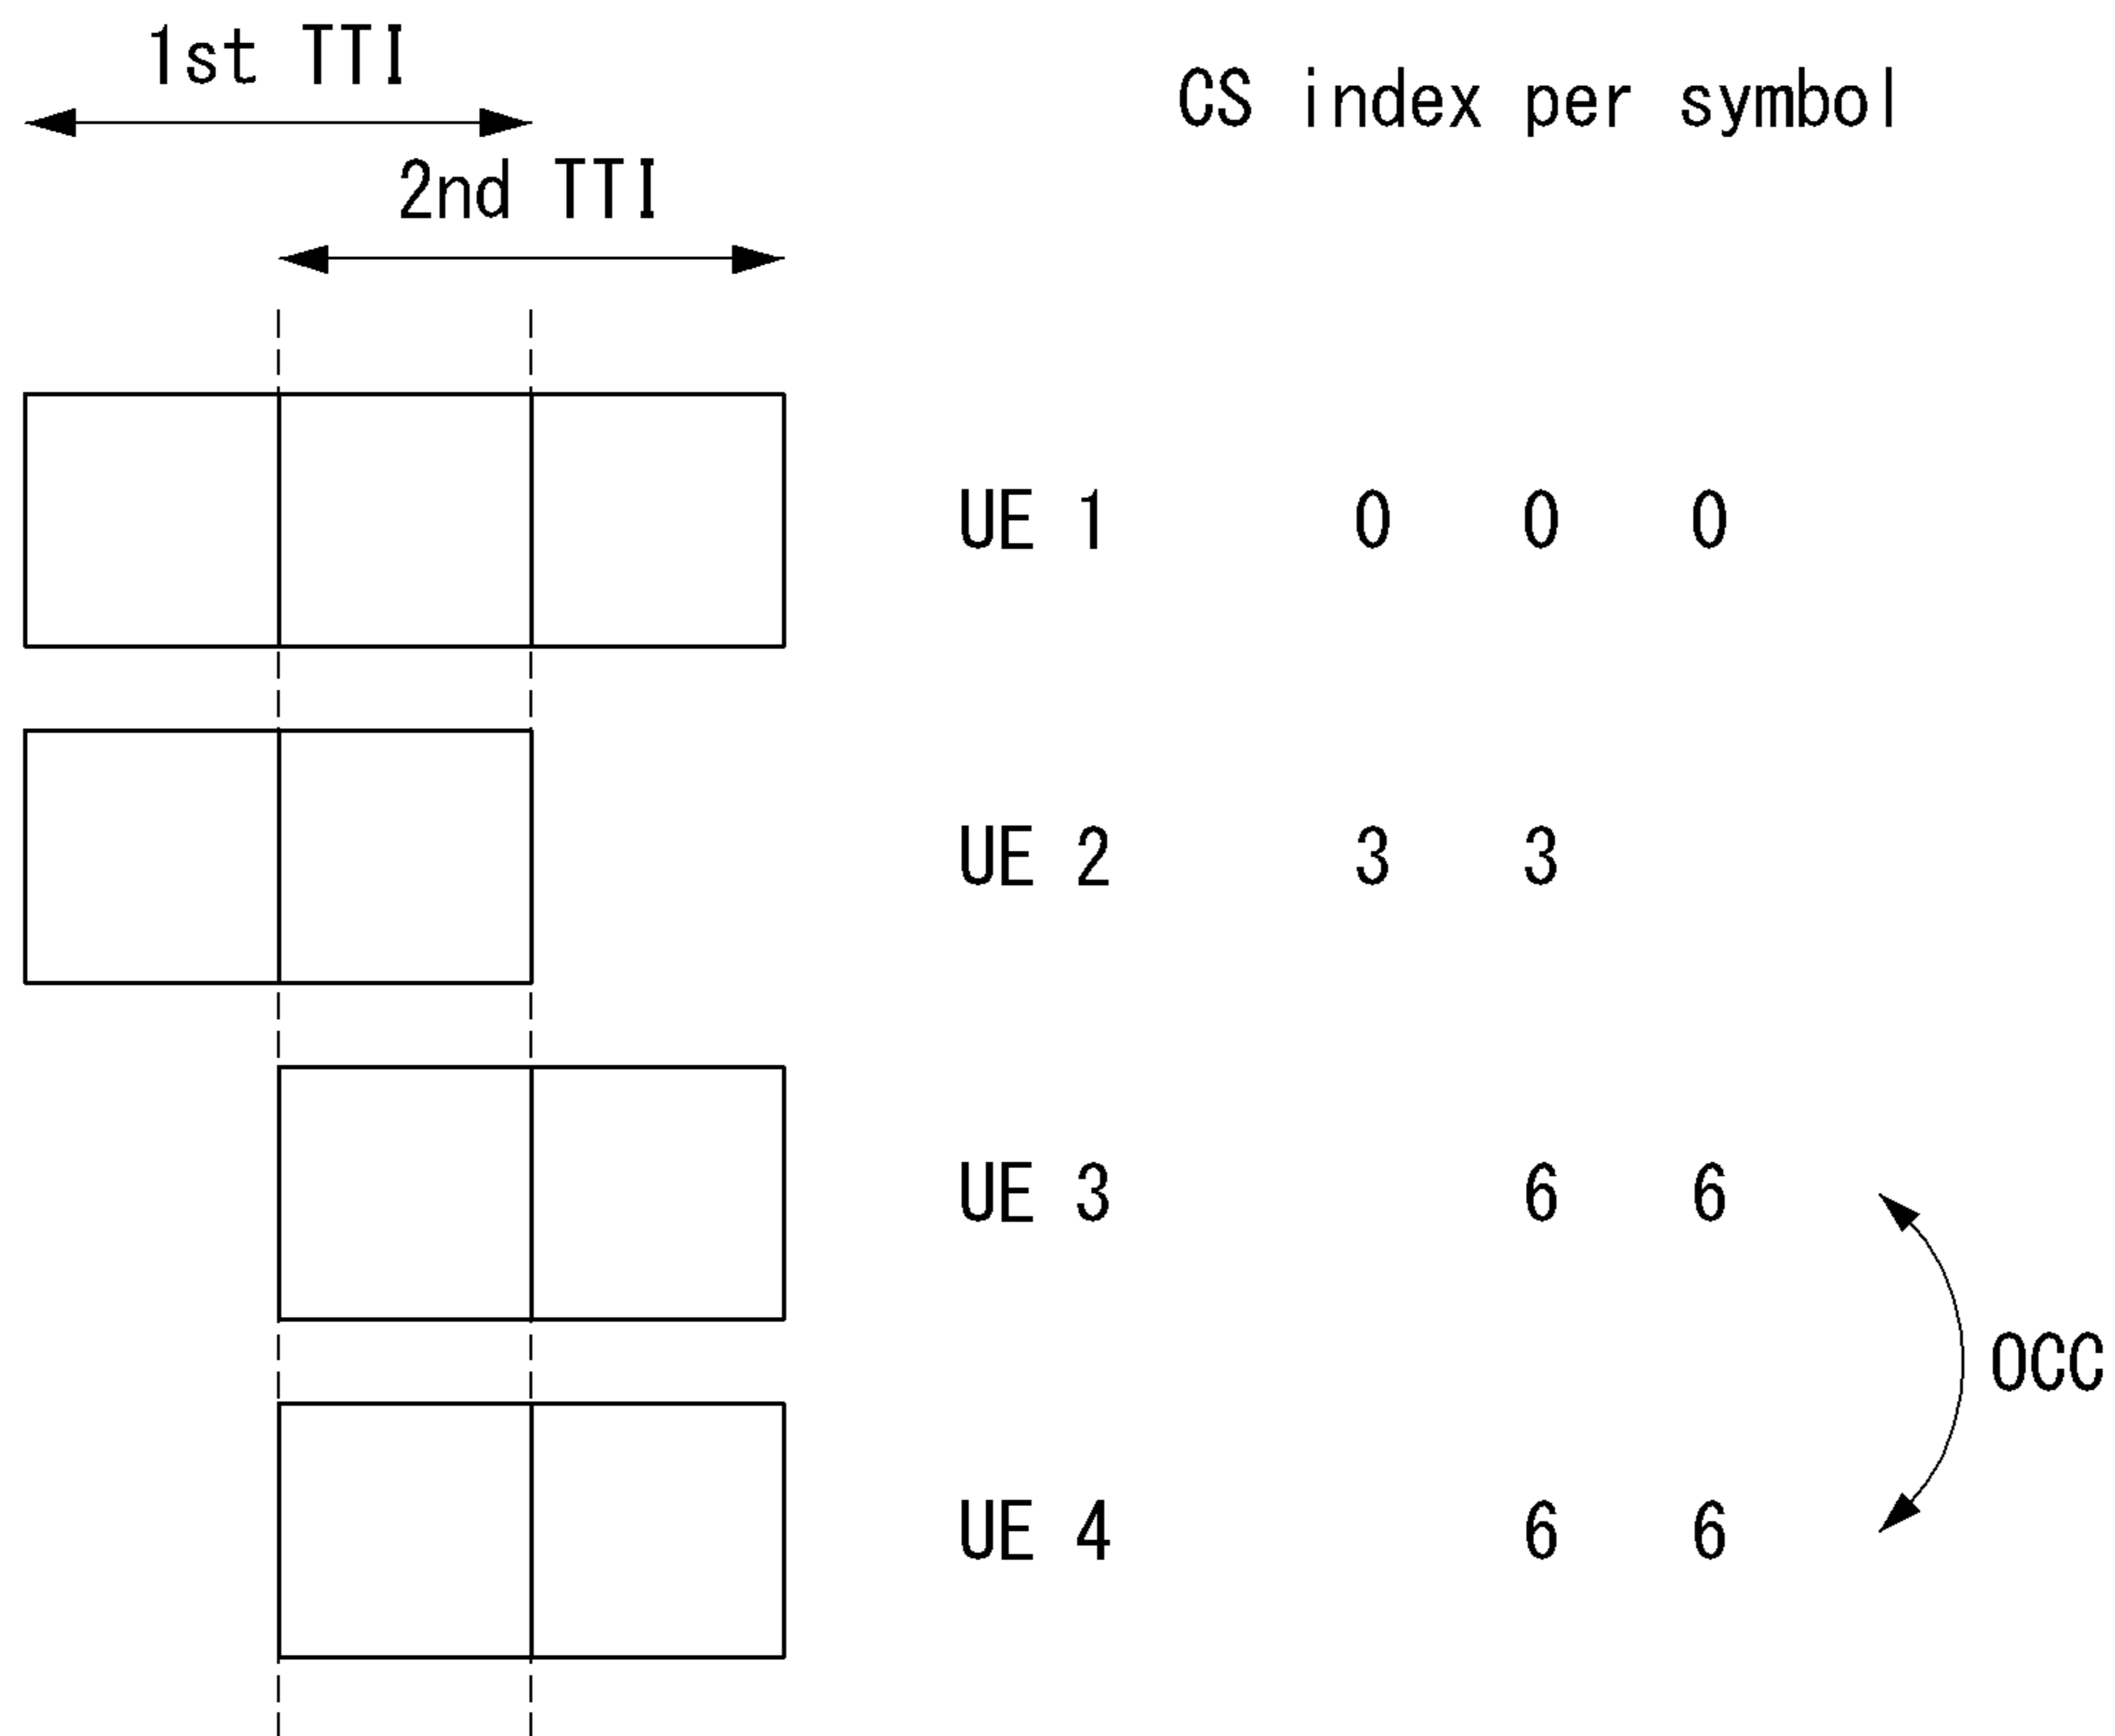 1st TTI
CS index per symbol
2nd TTI
UE 1 0 0 0
UE 2 3 3
UE 3 6 6
OCC
UE 4 6 6